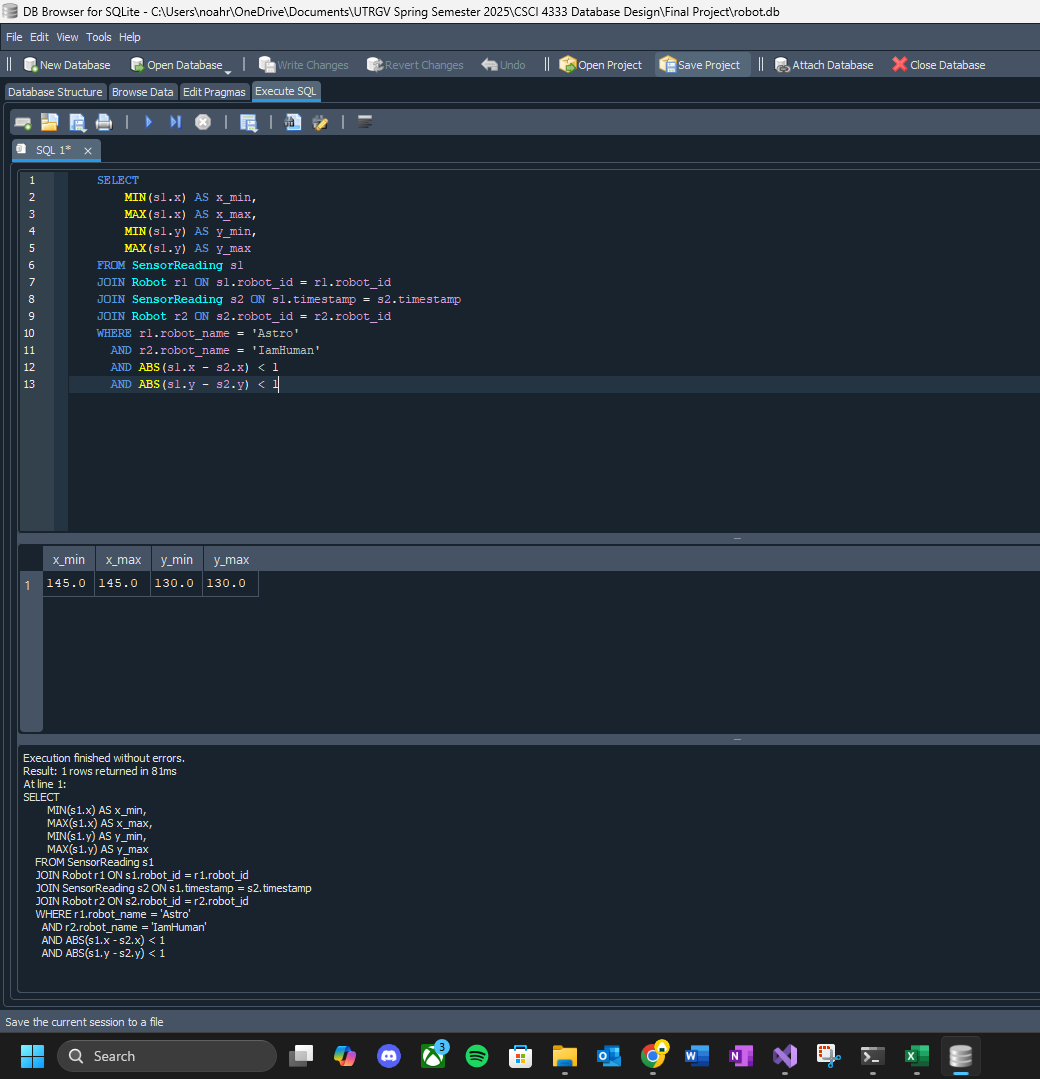 DB Browser for SQLite - C:\Users\noahr\OneDrive\Documents\UTRGV Spring Semester 2025\CSCI 4333 Database Design\Final Project\robot.db
File Edit View Tools Help
New Database Open Database Write Changes Revert Changes Undo Open Project Save Project Attach Database Close Database
Database Structure Browse Data Edit Pragmas Execute SQL
SQL 1*
1 SELECT
2 MIN(s1.x) AS x_min,
3 MAX(s1.x) AS x_max,
4 MIN(s1.y) AS y_min,
5 MAX(s1.y) AS y_max
6 FROM SensorReading s1
7 JOIN Robot r1 ON s1.robot_id = r1.robot_id
8 JOIN SensorReading s2 ON s1.timestamp = s2.timestamp
9 JOIN Robot r2 ON s2.robot_id = r2.robot_id
10 WHERE r1.robot_name = 'Astro'
11 AND r2.robot_name = 'IamHuman'
12 AND ABS(s1.x - s2.x) < 1
13 AND ABS(s1.y - s2.y) < 1
x_min x_max y_min y_max
1 145.0 145.0 130.0 130.0
Execution finished without errors.
Result: 1 rows returned in 81ms
At line 1:
SELECT
MIN(s1.x) AS x_min,
MAX(s1.x) AS x_max,
MIN(s1.y) AS y_min,
MAX(s1.y) AS y_max
FROM SensorReading s1
JOIN Robot r1 ON s1.robot_id = r1.robot_id
JOIN SensorReading s2 ON s1.timestamp = s2.timestamp
JOIN Robot r2 ON s2.robot_id = r2.robot_id
WHERE r1.robot_name = 'Astro'
AND r2.robot_name = 'IamHuman'
AND ABS(s1.x - s2.x) < 1
AND ABS(s1.y - s2.y) < 1
Save the current session to a file
Search
3